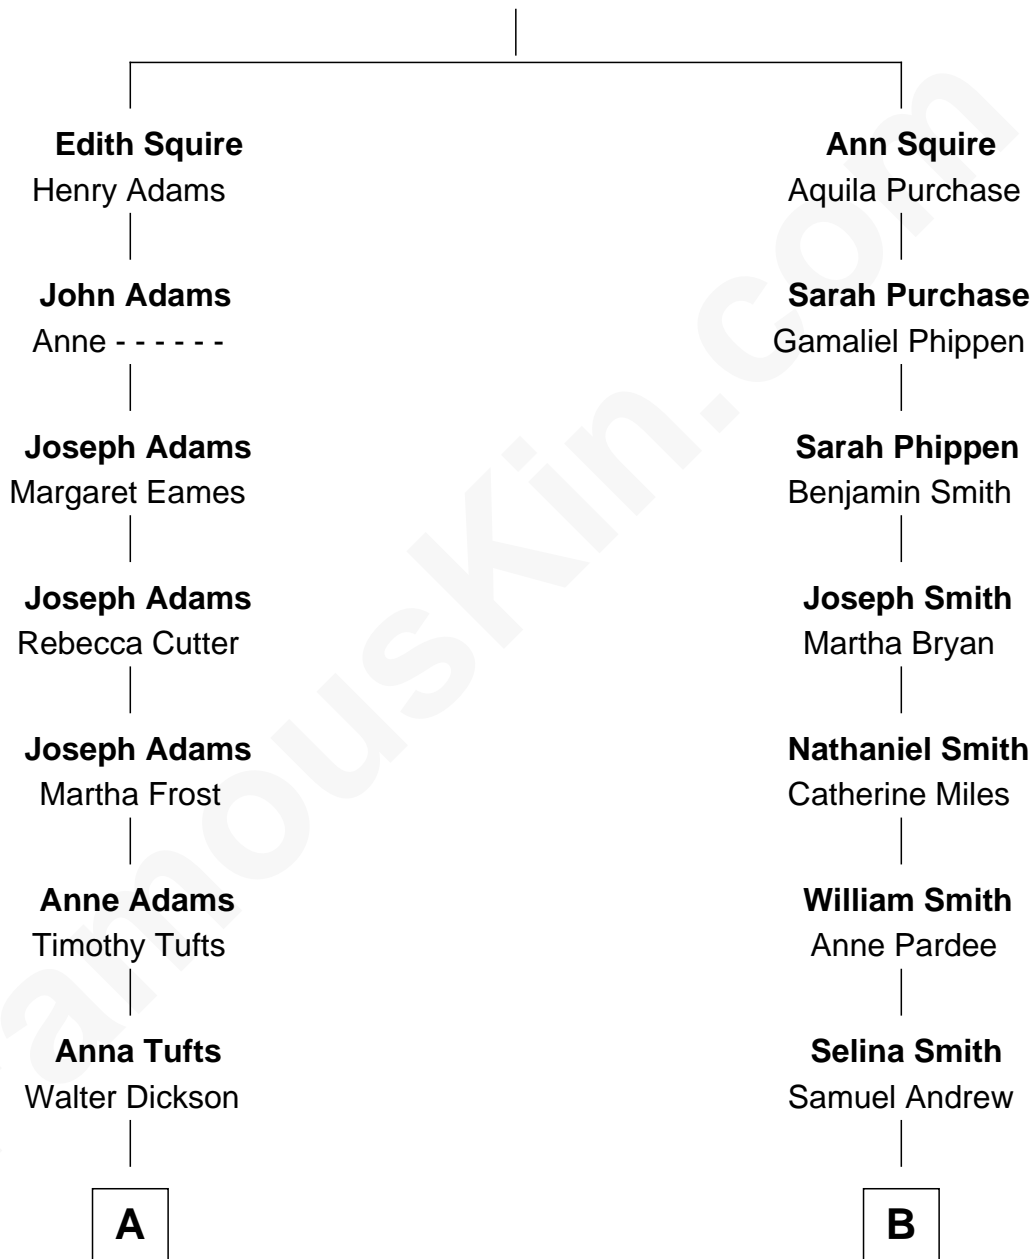 Edith Squire
Henry Adams
John Adams
Anne - - - - - -
Joseph Adams
Margaret Eames
Joseph Adams
Rebecca Cutter
Joseph Adams
Martha Frost
Anne Adams
Timothy Tufts
Anna Tufts
Walter Dickson
A
Ann Squire
Aquila Purchase
Sarah Purchase
Gamaliel Phippen
Sarah Phippen
Benjamin Smith
Joseph Smith
Martha Bryan
Nathaniel Smith
Catherine Miles
William Smith
Anne Pardee
Selina Smith
Samuel Andrew
B
amousKin.com